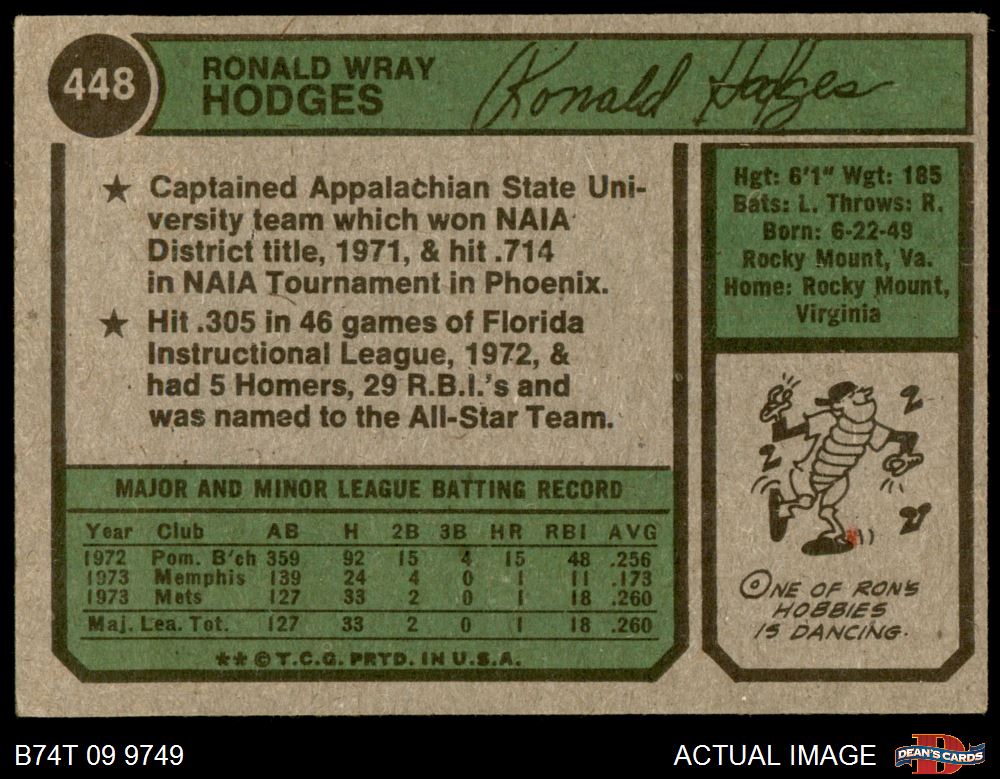 448
RONALD WRAY
HODGES
Ronald Hodges
★ Captained Appalachian State Uni-
versity team which won NAIA
District title, 1971, & hit .714
in NAIA Tournament in Phoenix.
★ Hit .305 in 46 games of Florida
Instructional League, 1972, &
had 5 Homers, 29 R.B.I.'s and
was named to the All-Star Team.
Hgt: 6'1" Wgt: 185
Bats: L. Throws: R.
Born: 6-22-49
Rocky Mount, Va.
Home: Rocky Mount,
Virginia
MAJOR AND MINOR LEAGUE BATTING RECORD
Year Club AB H 2B 3B HR RBI AVG
1972 Pom. B'ch 359 92 15 4 15 48 .256
1973 Memphis 139 24 4 0 1 11 .173
1973 Mets 127 33 2 0 1 18 .260
Maj. Lea. Tot. 127 33 2 0 1 18 .260
** © T.C.G. PRTD. IN U.S.A.
ONE OF RON'S
HOBBIES
IS DANCING.
B74T 09 9749
ACTUAL IMAGE
DEAN'S CARDS